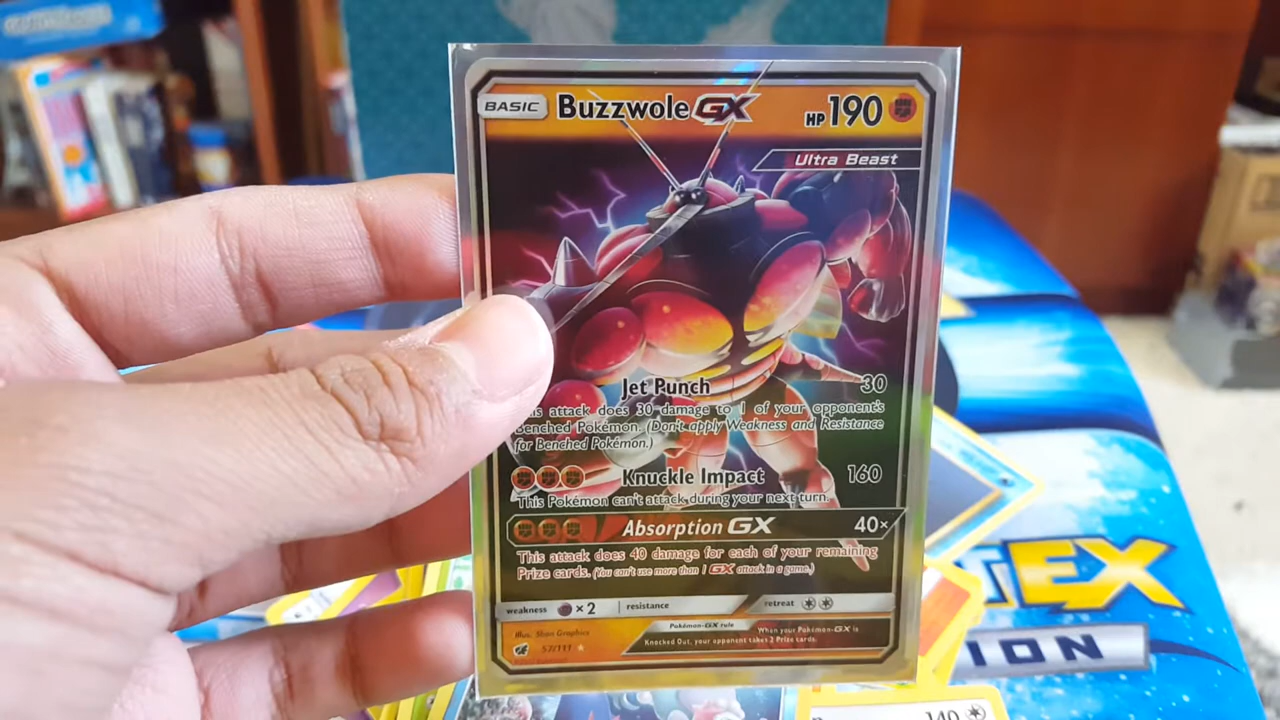 BASIC Buzzwole GX HP 190
Ultra Beast
Jet Punch 30
attack does 30 damage to 1 of your opponent's
Benched Pokémon. (Don't apply Weakness and Resistance
for Benched Pokémon.)
Knuckle Impact 160
This Pokémon can't attack during your next turn.
Absorption GX 40×
This attack does 40 damage for each of your remaining
Prize cards. (You can't use more than 1 GX attack in a game.)
weakness ×2 resistance retreat
Pokémon-GX rule When your Pokémon-GX is
Knocked Out, your opponent takes 2 Prize cards.
Illus. Shon Graphics
57/111
EX
ION
140